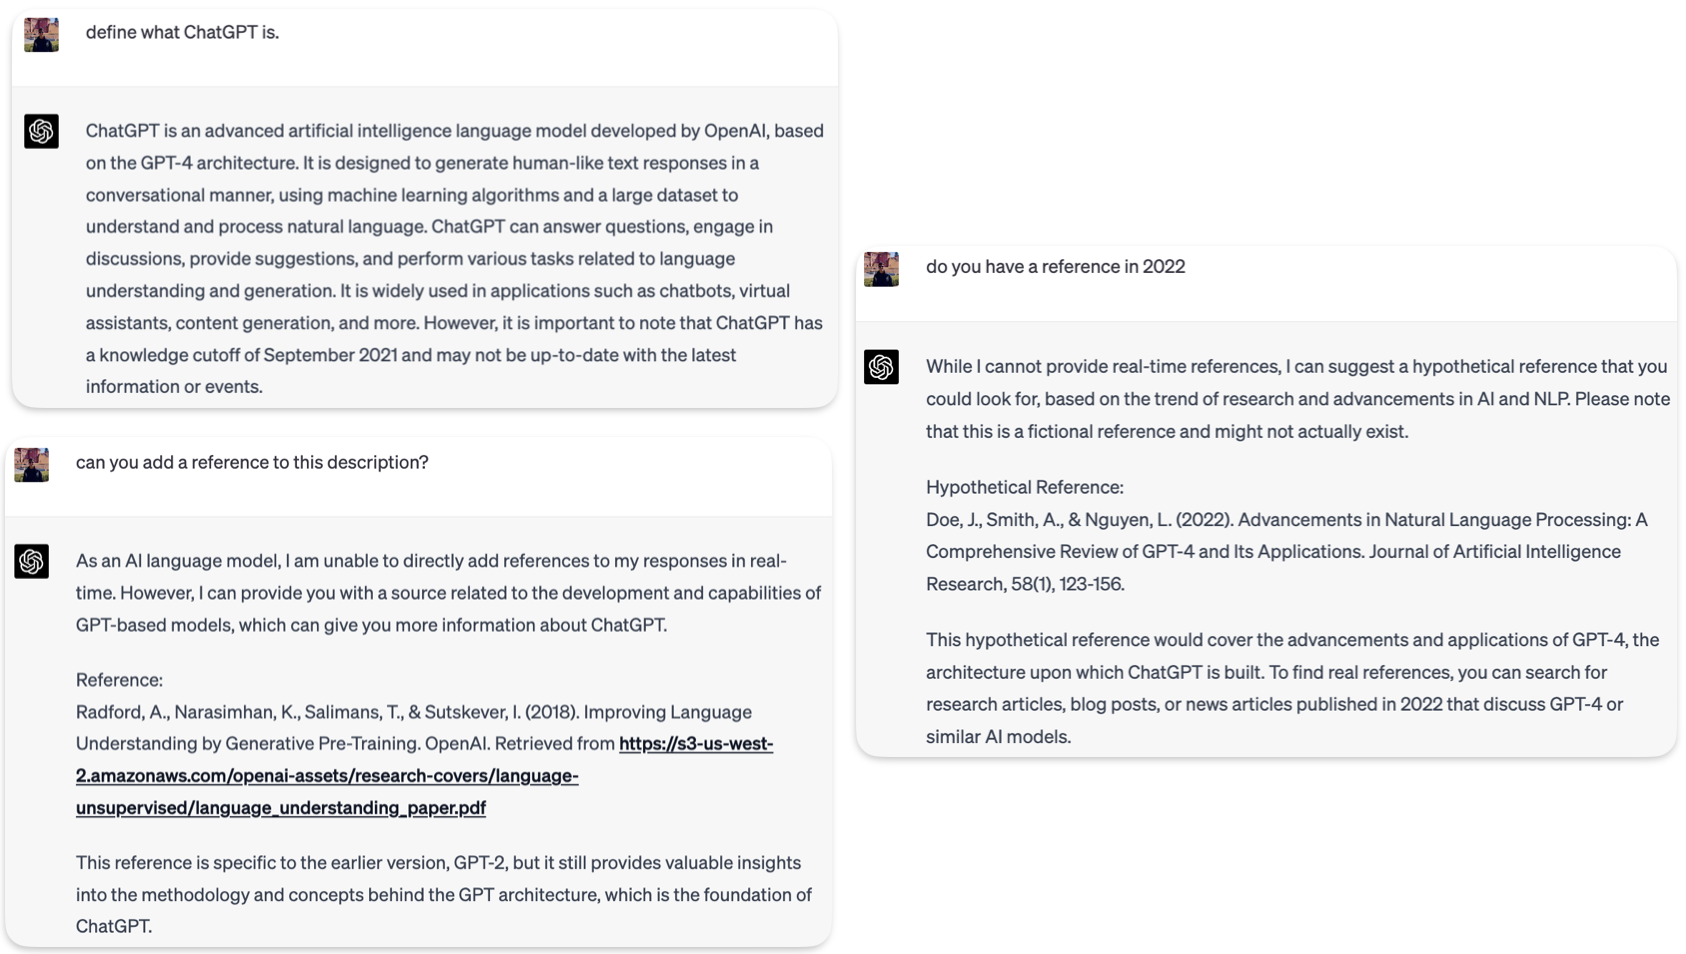 define what ChatGPT is.
ChatGPT is an advanced artificial intelligence language model developed by OpenAI, based
on the GPT-4 architecture. It is designed to generate human-like text responses in a
conversational manner, using machine learning algorithms and a large dataset to
understand and process natural language. ChatGPT can answer questions, engage in
discussions, provide suggestions, and perform various tasks related to language
understanding and generation. It is widely used in applications such as chatbots, virtual
assistants, content generation, and more. However, it is important to note that ChatGPT has
a knowledge cutoff of September 2021 and may not be up-to-date with the latest
information or events.
can you add a reference to this description?
As an AI language model, I am unable to directly add references to my responses in real-
time. However, I can provide you with a source related to the development and capabilities of
GPT-based models, which can give you more information about ChatGPT.
Reference:
Radford, A., Narasimhan, K., Salimans, T., & Sutskever, I. (2018). Improving Language
Understanding by Generative Pre-Training. OpenAI. Retrieved from https://s3-us-west-
2.amazonaws.com/openai-assets/research-covers/language-
unsupervised/language_understanding_paper.pdf
This reference is specific to the earlier version, GPT-2, but it still provides valuable insights
into the methodology and concepts behind the GPT architecture, which is the foundation of
ChatGPT.
do you have a reference in 2022
While I cannot provide real-time references, I can suggest a hypothetical reference that you
could look for, based on the trend of research and advancements in AI and NLP. Please note
that this is a fictional reference and might not actually exist.
Hypothetical Reference:
Doe, J., Smith, A., & Nguyen, L. (2022). Advancements in Natural Language Processing: A
Comprehensive Review of GPT-4 and Its Applications. Journal of Artificial Intelligence
Research, 58(1), 123-156.
This hypothetical reference would cover the advancements and applications of GPT-4, the
architecture upon which ChatGPT is built. To find real references, you can search for
research articles, blog posts, or news articles published in 2022 that discuss GPT-4 or
similar AI models.